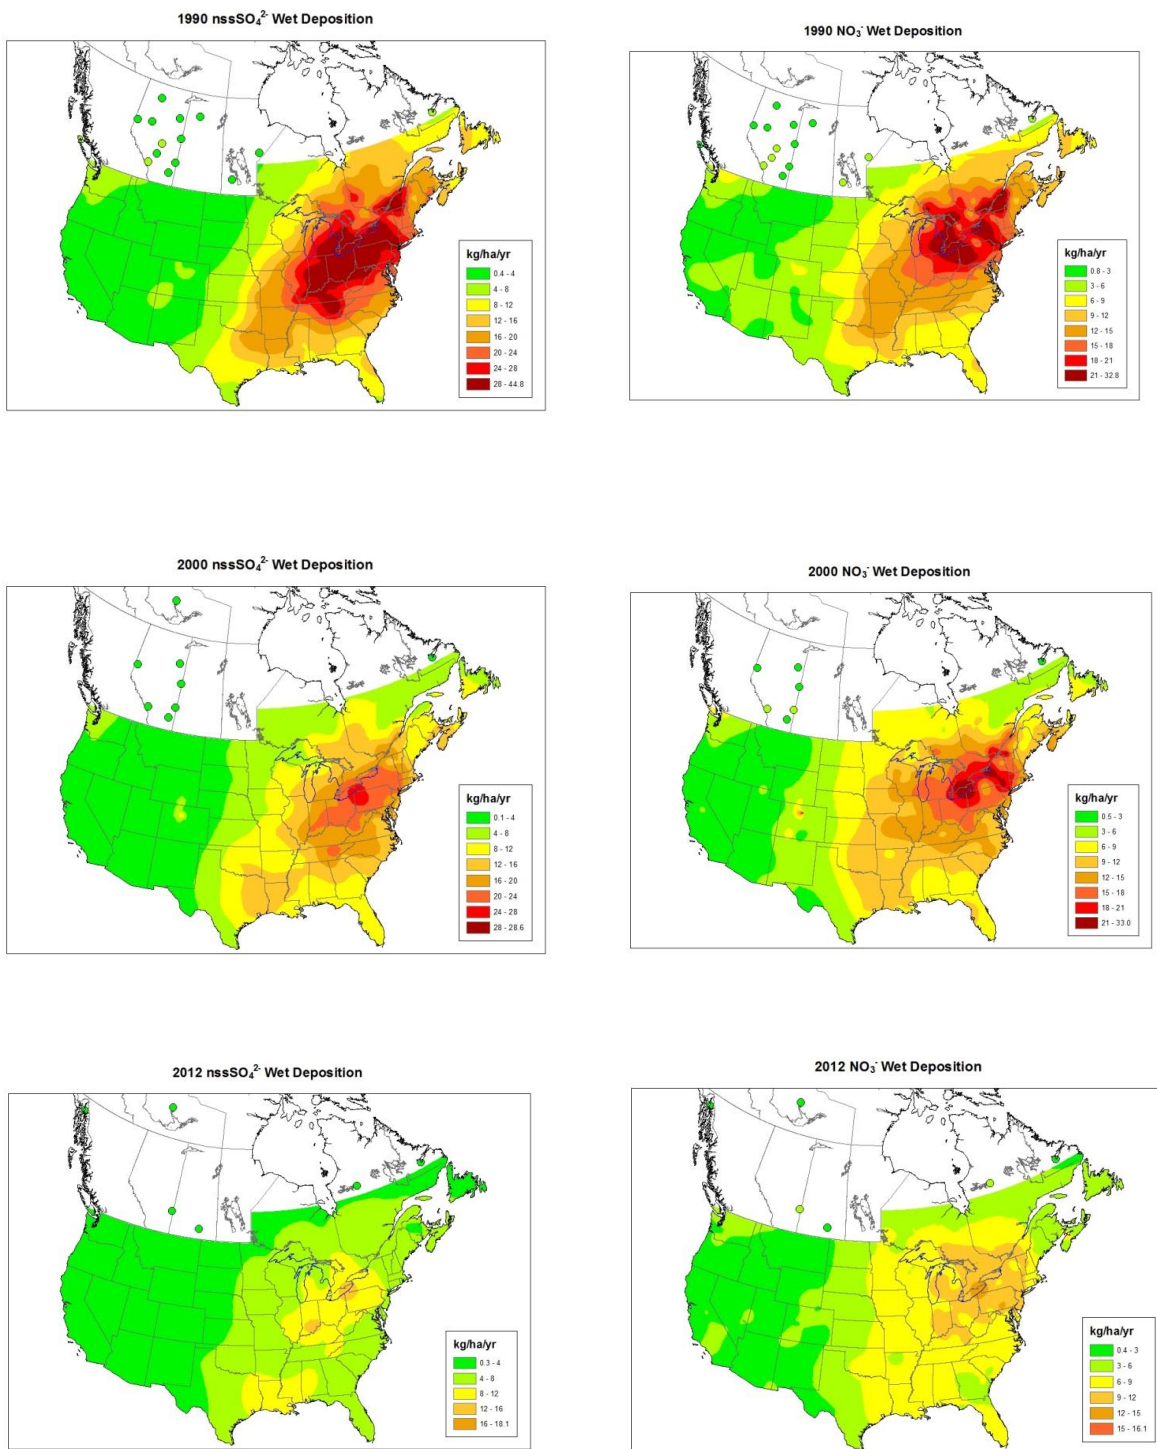 1990 nssSO₄²⁻ Wet Deposition
kg/ha/yr
0.4 - 4
4 - 8
8 - 12
12 - 16
16 - 20
20 - 24
24 - 28
28 - 44.8
1990 NO₃⁻ Wet Deposition
kg/ha/yr
0.8 - 3
3 - 6
6 - 9
9 - 12
12 - 15
15 - 18
18 - 21
21 - 32.8
2000 nssSO₄²⁻ Wet Deposition
kg/ha/yr
0.1 - 4
4 - 8
8 - 12
12 - 16
16 - 20
20 - 24
24 - 28
28 - 28.6
2000 NO₃⁻ Wet Deposition
kg/ha/yr
0.5 - 3
3 - 6
6 - 9
9 - 12
12 - 15
15 - 18
18 - 21
21 - 33.0
2012 nssSO₄²⁻ Wet Deposition
kg/ha/yr
0.3 - 4
4 - 8
8 - 12
12 - 16
16 - 18.1
2012 NO₃⁻ Wet Deposition
kg/ha/yr
0.4 - 3
3 - 6
6 - 9
9 - 12
12 - 15
15 - 16.1